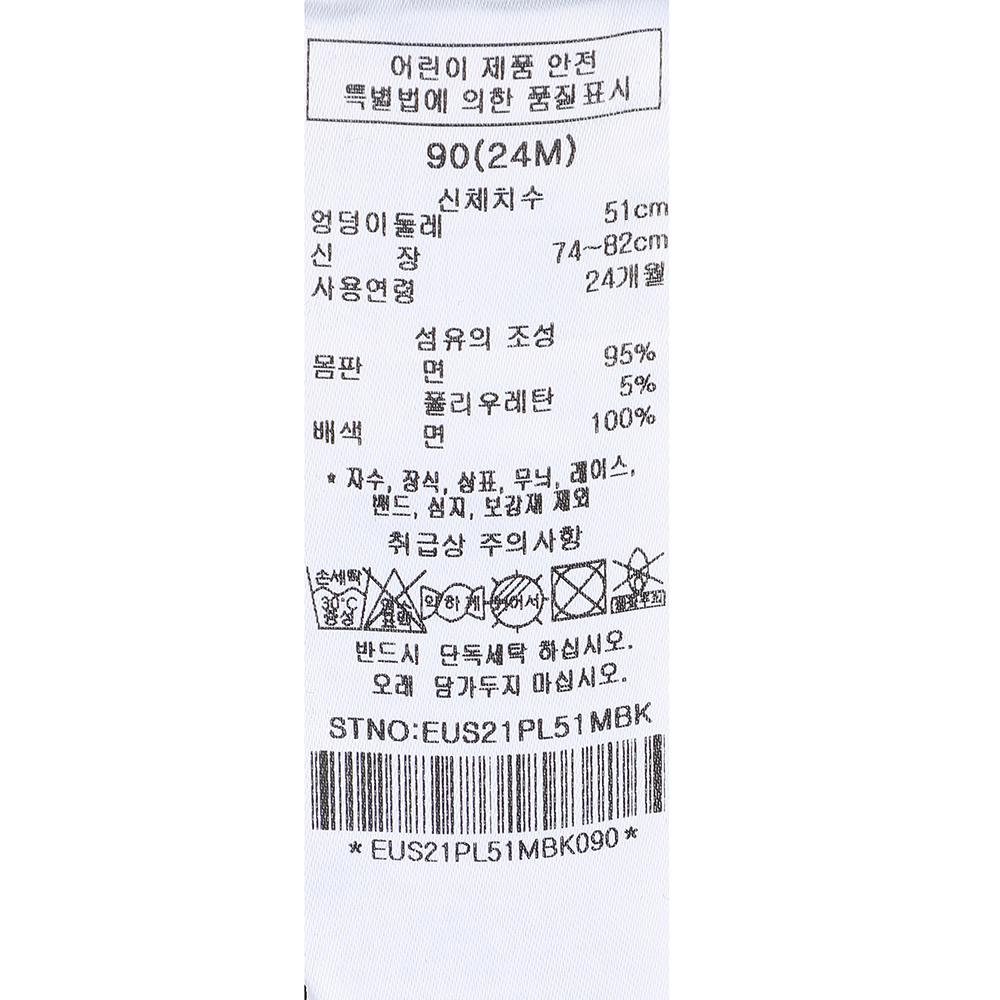 어린이 제품 안전
특별법에 의한 품질표시
90(24M)
신체치수
엉덩이둘레 51cm
신 장 74~82cm
사용연령 24개월
섬유의 조성
몸판 면 95%
폴리우레탄 5%
배색 면 100%
* 자수, 장식, 상표, 무늬, 레이스,
밴드, 심지, 보강재 제외
취급상 주의사항
손세탁
30°C
중성
염소
표백
약하게
반드시 단독세탁 하십시오.
오래 담가두지 마십시오.
STNO:EUS21PL51MBK
*EUS21PL51MBK090*